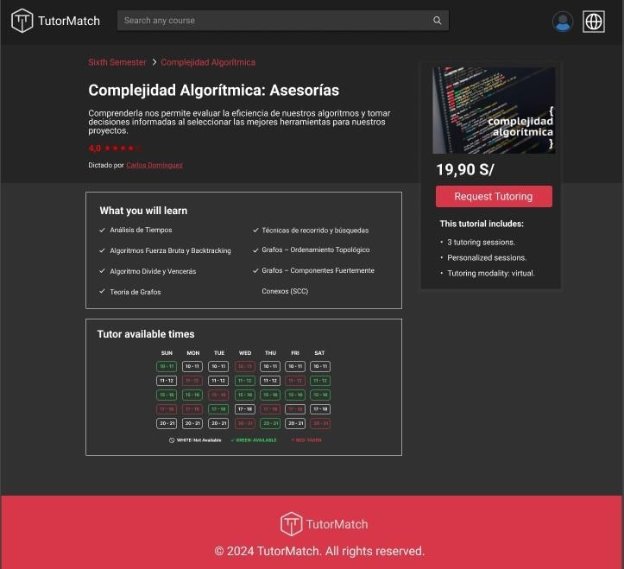 TutorMatch
Search any course
Sixth Semester > Complejidad Algorítmica
Complejidad Algorítmica: Asesorías
Comprenderla nos permite evaluar la eficiencia de nuestros algoritmos y tomar
decisiones informadas al seleccionar las mejores herramientas para nuestros
proyectos.
4,0
Dictado por Carlos Domínguez
{
complejidad
algorítmica
}
19,90 S/
Request Tutoring
This tutorial includes:
• 3 tutoring sessions.
• Personalized sessions.
• Tutoring modality: virtual.
What you will learn
Análisis de Tiempos
Algoritmos Fuerza Bruta y Backtracking
Algoritmo Divide y Vencerás
Teoría de Grafos
Técnicas de recorrido y búsquedas
Grafos – Ordenamiento Topológico
Grafos – Componentes Fuertemente
Conexos (SCC)
Tutor available times
SUN MON TUE WED THU FRI SAT
10 - 11 10 - 11 10 - 11 10 - 11 10 - 11 10 - 11 10 - 11
11 - 12 11 - 12 11 - 12 11 - 12 11 - 12 11 - 12 11 - 12
15 - 16 15 - 16 15 - 16 15 - 16 15 - 16 15 - 16 15 - 16
17 - 18 17 - 18 17 - 18 17 - 18 17 - 18 17 - 18 17 - 18
20 - 21 20 - 21 20 - 21 20 - 21 20 - 21 20 - 21 20 - 21
WHITE: Not Available GREEN: AVAILABLE RED: TAKEN
TutorMatch
© 2024 TutorMatch. All rights reserved.